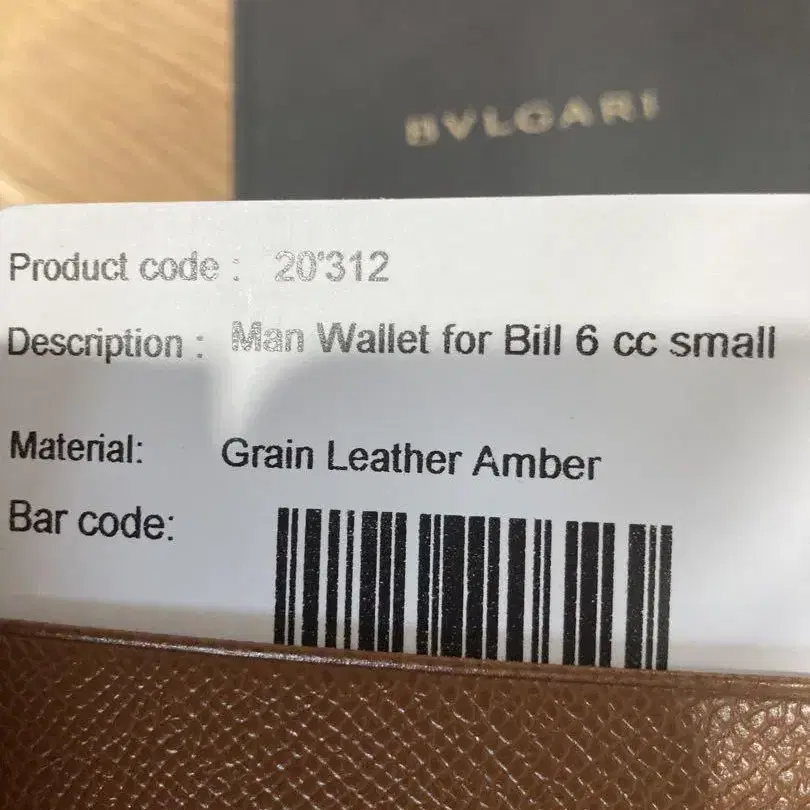 BVLGARI
Product code : 20'312
Description : Man Wallet for Bill 6 cc small
Material: Grain Leather Amber
Bar code: